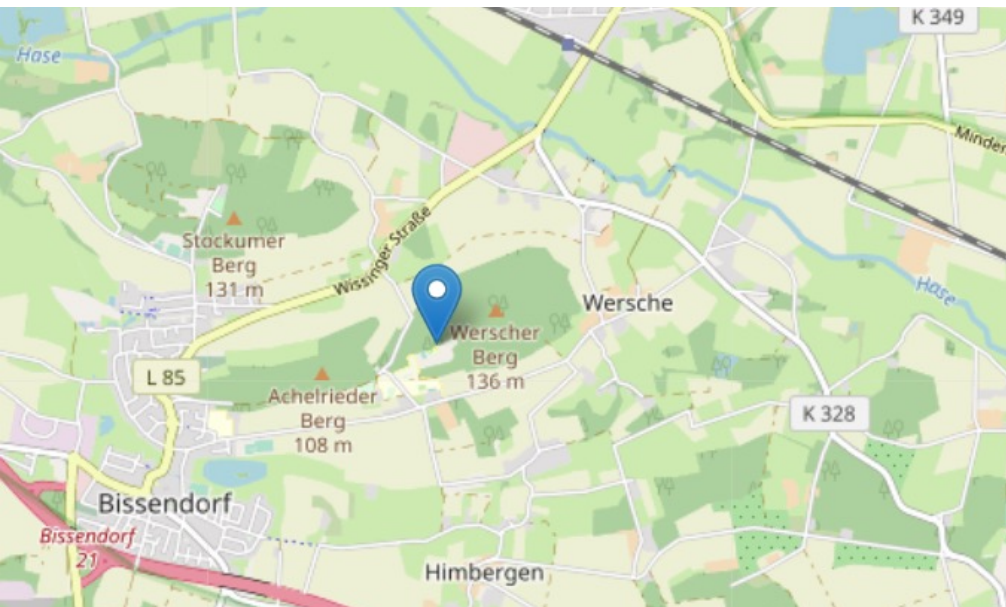 K 349
Hase
Minden
Stockumer
Berg
131 m
Wissinger Straße
Hase
Wersche
Werscher
Berg
136 m
L 85
Achelrieder
Berg
108 m
K 328
Bissendorf
Bissendorf
21
Himbergen